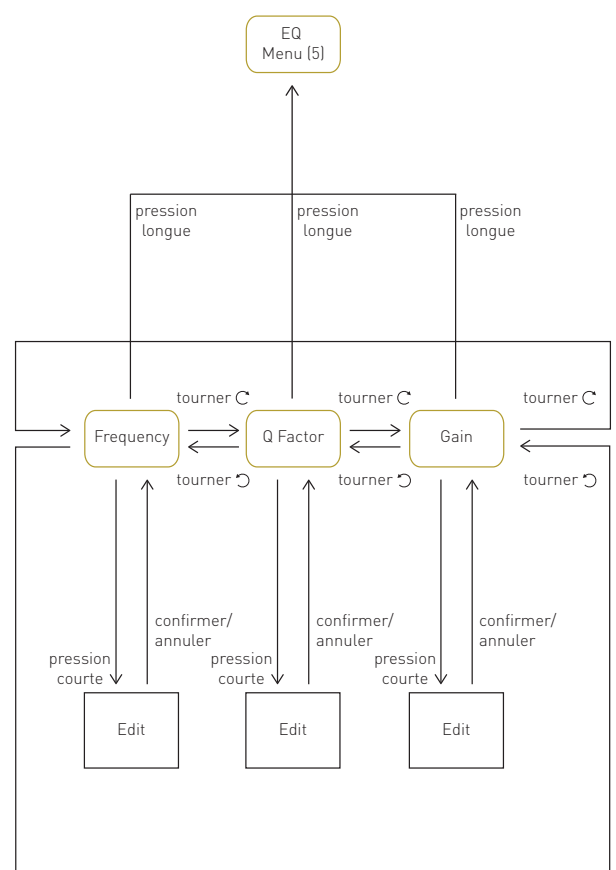 EQ
Menu (5)
pression
longue
pression
longue
pression
longue
tourner
tourner
tourner
Frequency
Q Factor
Gain
tourner
tourner
tourner
confirmer/
annuler
confirmer/
annuler
confirmer/
annuler
pression
courte
pression
courte
pression
courte
Edit
Edit
Edit